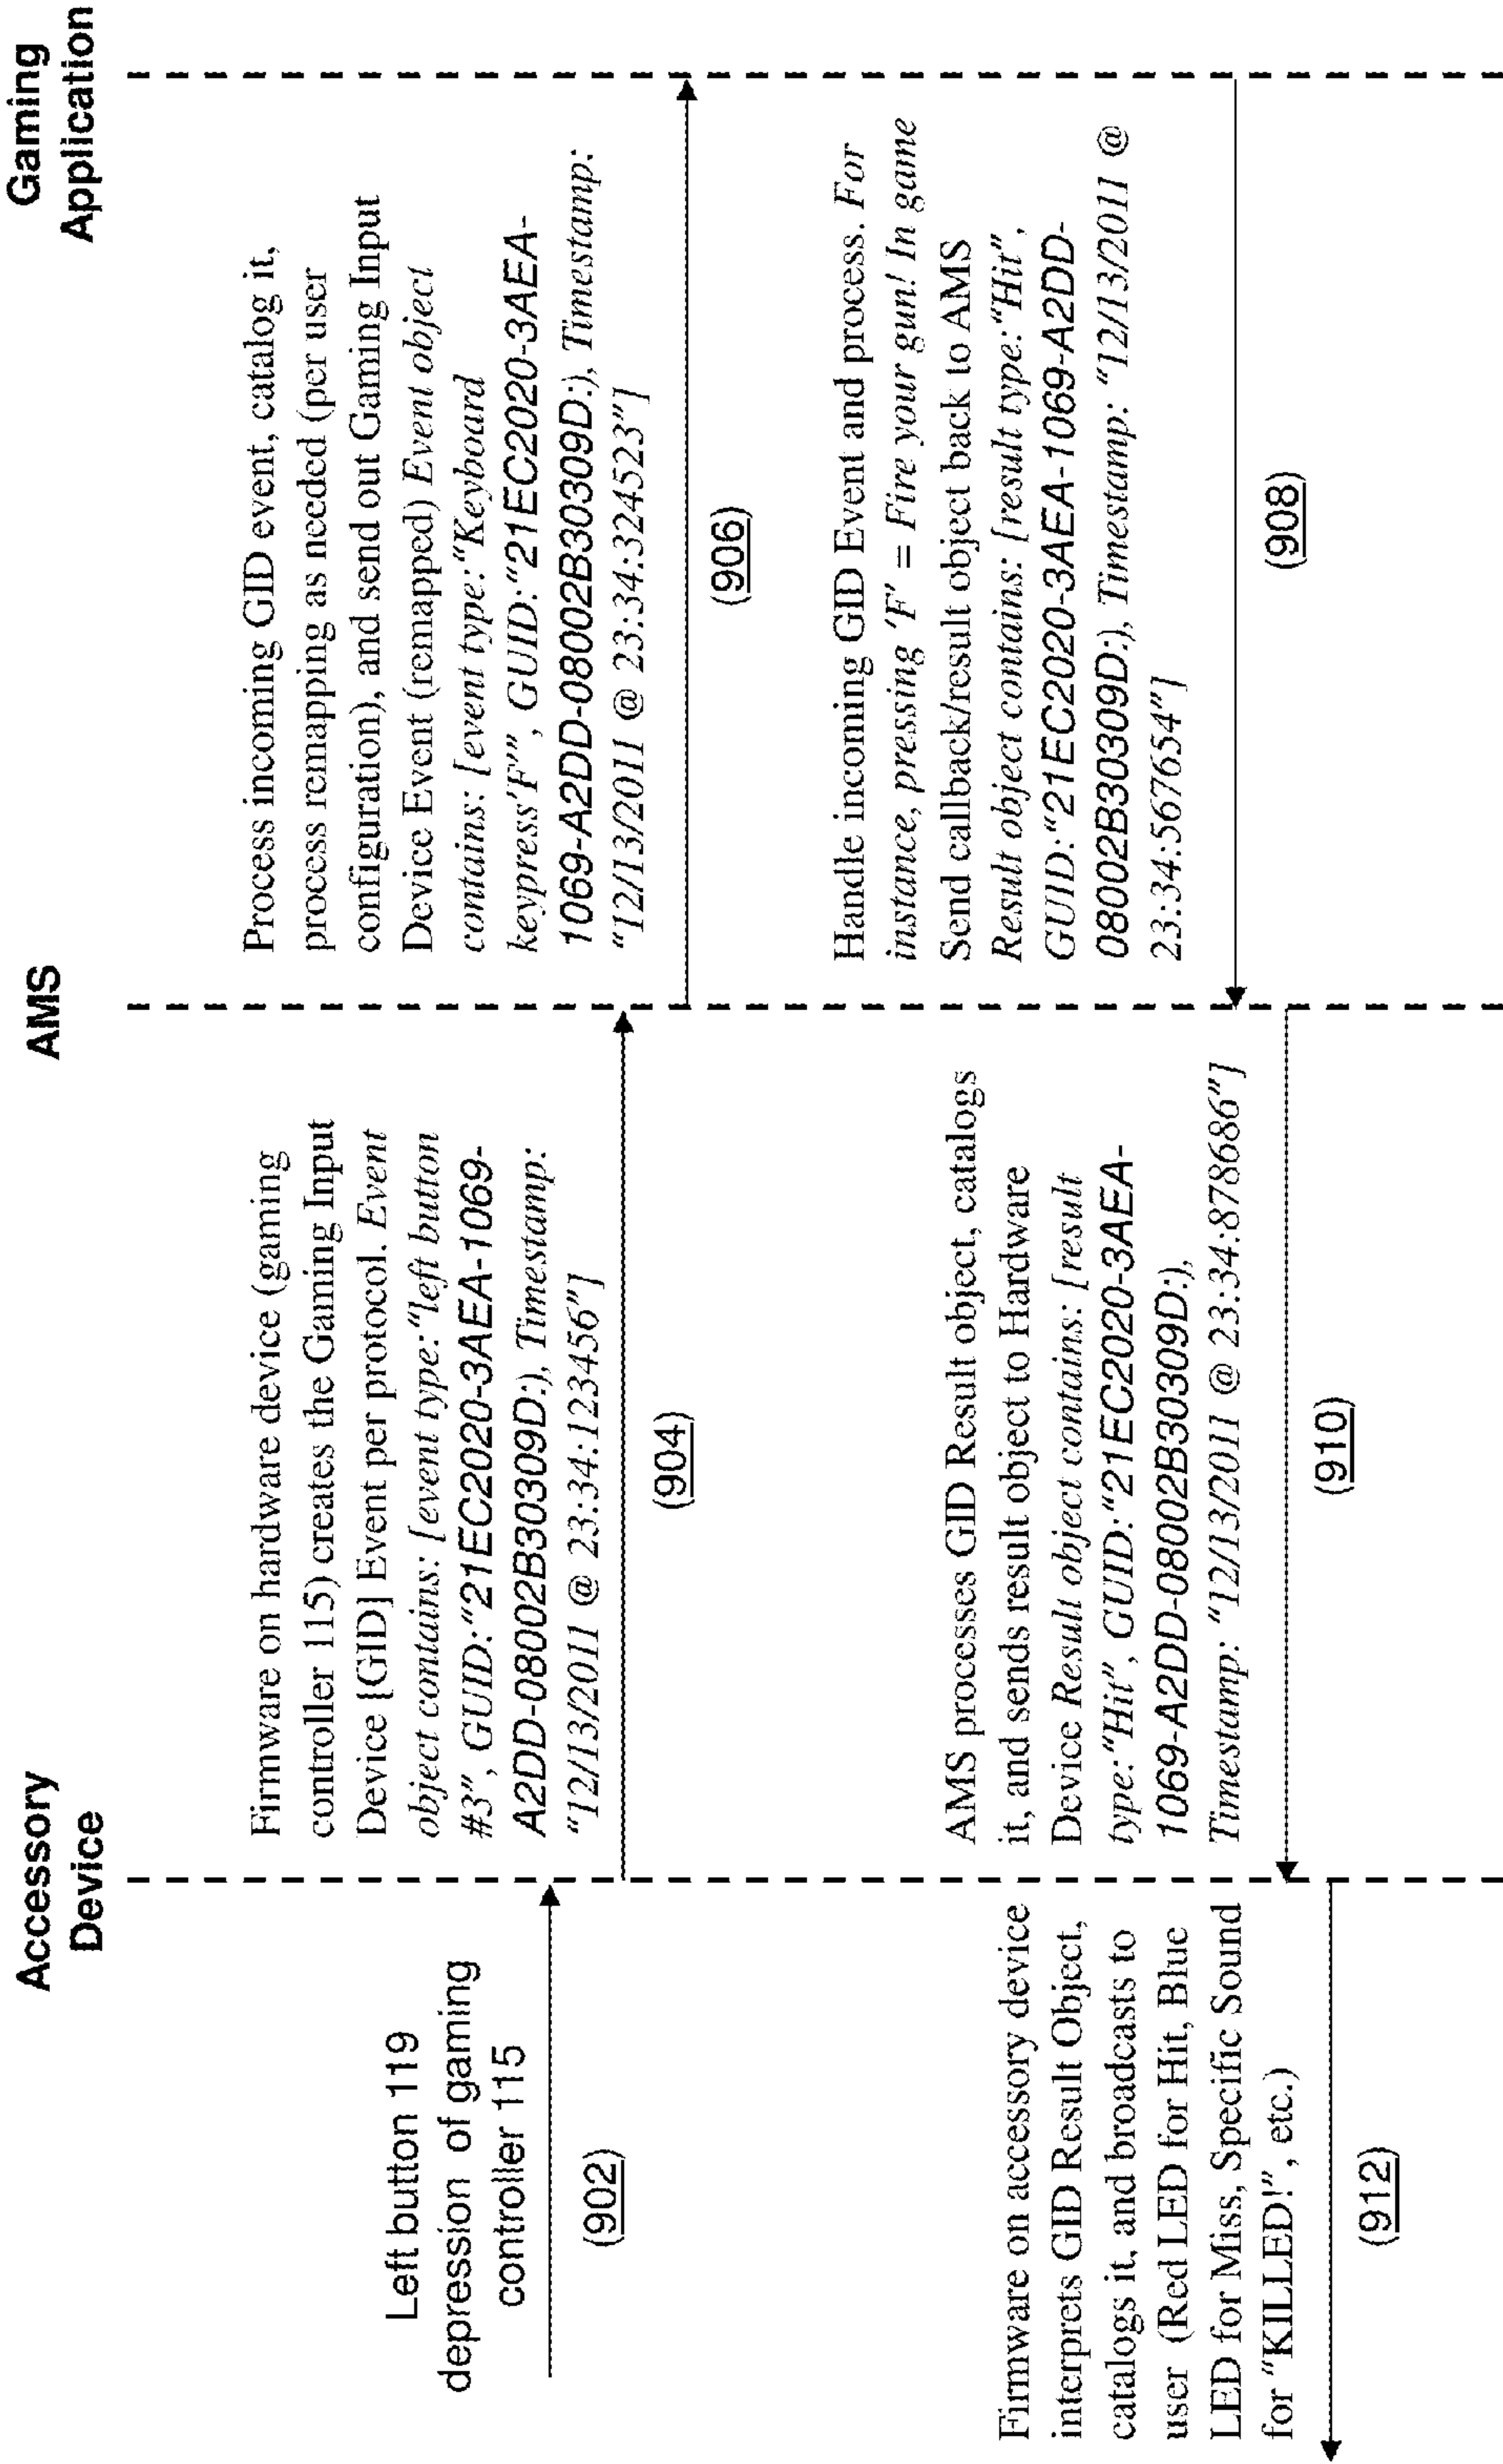 Accessory
Device
AMS
Gaming
Application
Left button 119
depression of gaming
controller 115
(902)
Firmware on hardware device (gaming
controller 115) creates the Gaming Input
Device [GID] Event per protocol. Event
object contains: [event type:"left button
#3", GUID:"21EC2020-3AEA-1069-
A2DD-08002B30309D:), Timestamp:
"12/13/2011 @ 23:34:123456"]
(904)
Process incoming GID event, catalog it,
process remapping as needed (per user
configuration), and send out Gaming Input
Device Event (remapped) Event object
contains: [event type:"Keyboard
keypress'F'", GUID:"21EC2020-3AEA-
1069-A2DD-08002B30309D:), Timestamp:
"12/13/2011 @ 23:34:324523"]
(906)
Handle incoming GID Event and process. For
instance, pressing 'F' = Fire your gun! In game
Send callback/result object back to AMS
Result object contains: [result type:"Hit",
GUID:"21EC2020-3AEA-1069-A2DD-
08002B30309D:), Timestamp: "12/13/2011 @
23:34:567654"]
(908)
AMS processes GID Result object, catalogs
it, and sends result object to Hardware
Device Result object contains: [result
type:"Hit", GUID:"21EC2020-3AEA-
1069-A2DD-08002B30309D:),
Timestamp: "12/13/2011 @ 23:34:878686"]
(910)
Firmware on accessory device
interprets GID Result Object,
catalogs it, and broadcasts to
user (Red LED for Hit, Blue
LED for Miss, Specific Sound
for "KILLED!", etc.)
(912)